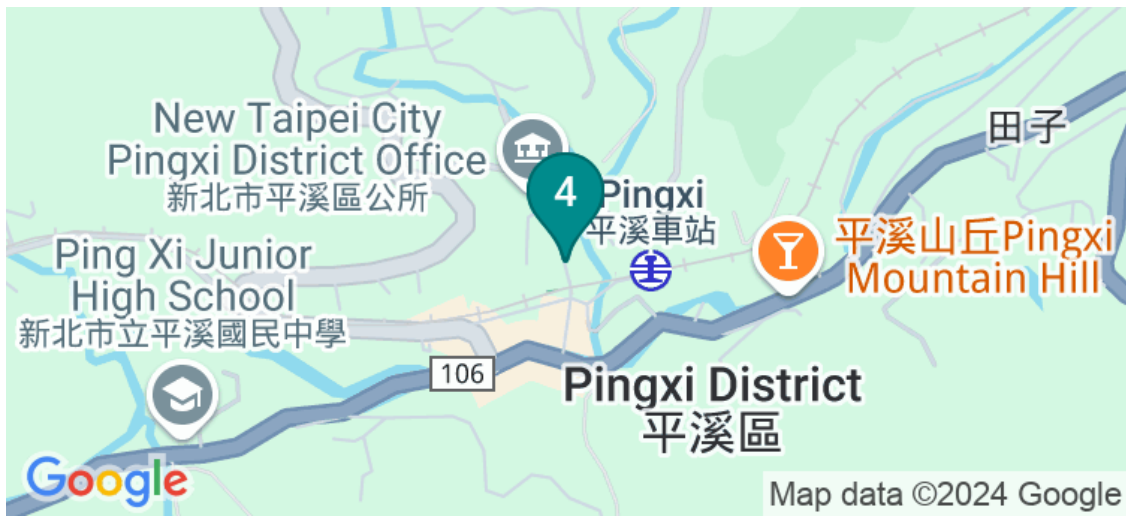 New Taipei City
Pingxi District Office
新北市平溪區公所
4
Pingxi
平溪車站
田子
平溪山丘Pingxi
Mountain Hill
Ping Xi Junior
High School
新北市立平溪國民中學
106
Pingxi District
平溪區
Google
Map data ©2024 Google